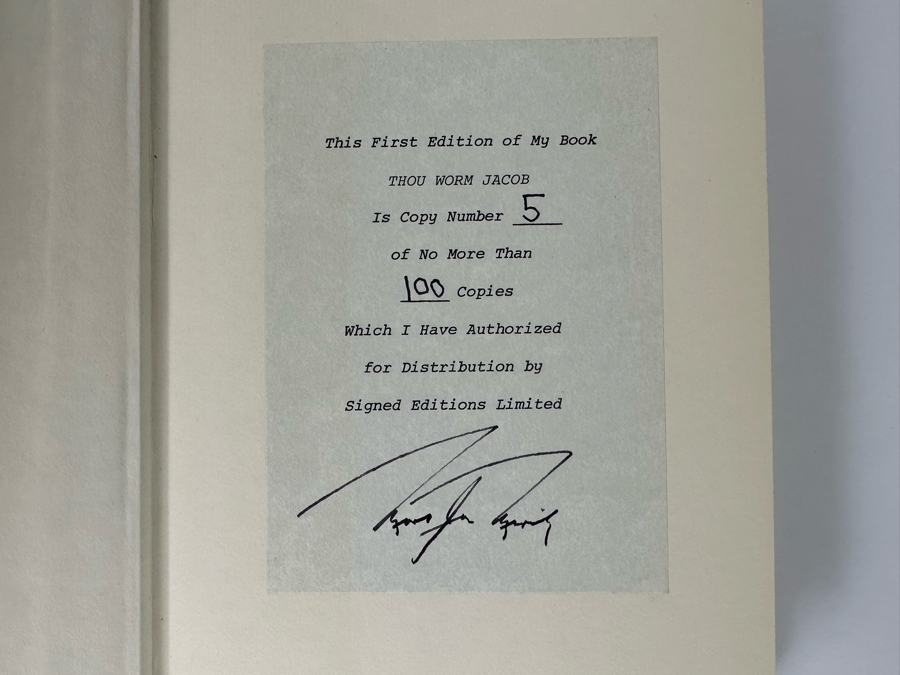 This First Edition of My Book
THOU WORM JACOB
Is Copy Number 5
of No More Than
100 Copies
Which I Have Authorized
for Distribution by
Signed Editions Limited